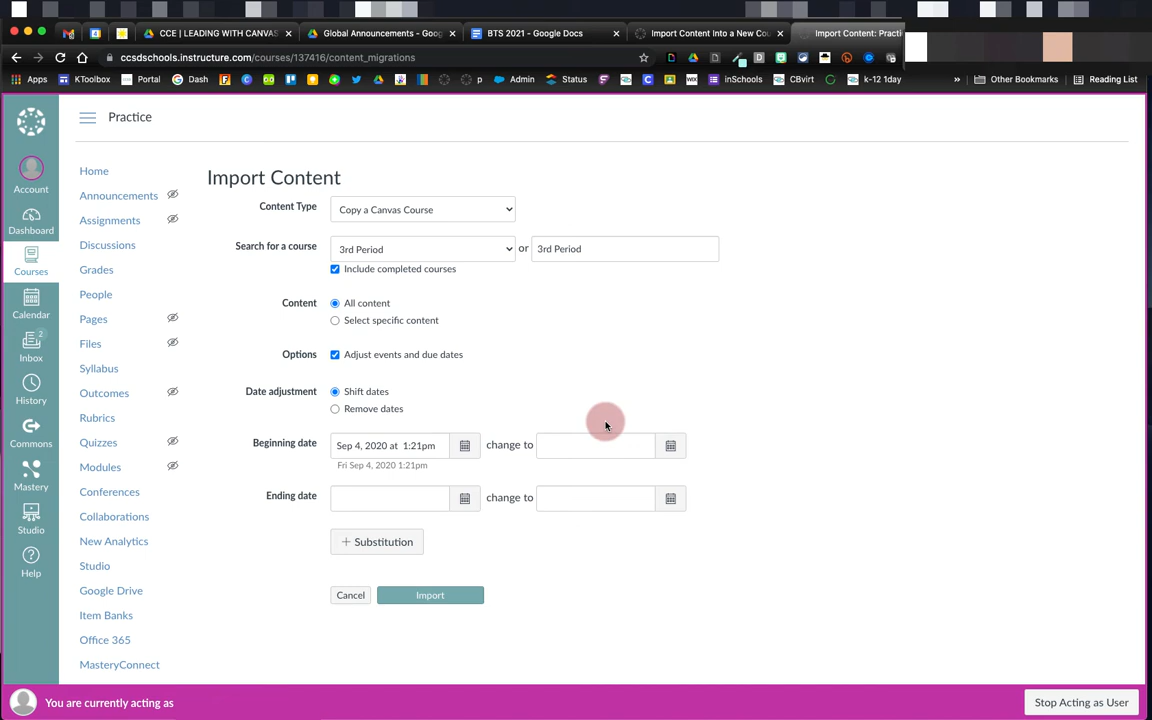 CCE | LEADING WITH CANVAS
Global Announcements - Goog
BTS 2021 - Google Docs
Import Content Into a New Cou
Import Content: Practi
ccsdschools.instructure.com/courses/137416/content_migrations
Apps KToolbox Portal Dash p Admin Status inSchools CBvirt k-12 1day » Other Bookmarks Reading List
Practice
Account
Dashboard
Courses
Calendar
2
Inbox
History
Commons
Mastery
Studio
Help
Home
Announcements
Assignments
Discussions
Grades
People
Pages
Files
Syllabus
Outcomes
Rubrics
Quizzes
Modules
Conferences
Collaborations
New Analytics
Studio
Google Drive
Item Banks
Office 365
MasteryConnect
Import Content
Content Type Copy a Canvas Course
Search for a course 3rd Period or 3rd Period
Include completed courses
Content All content
Select specific content
Options Adjust events and due dates
Date adjustment Shift dates
Remove dates
Beginning date Sep 4, 2020 at 1:21pm change to
Fri Sep 4, 2020 1:21pm
Ending date change to
+ Substitution
Cancel Import
You are currently acting as
Stop Acting as User